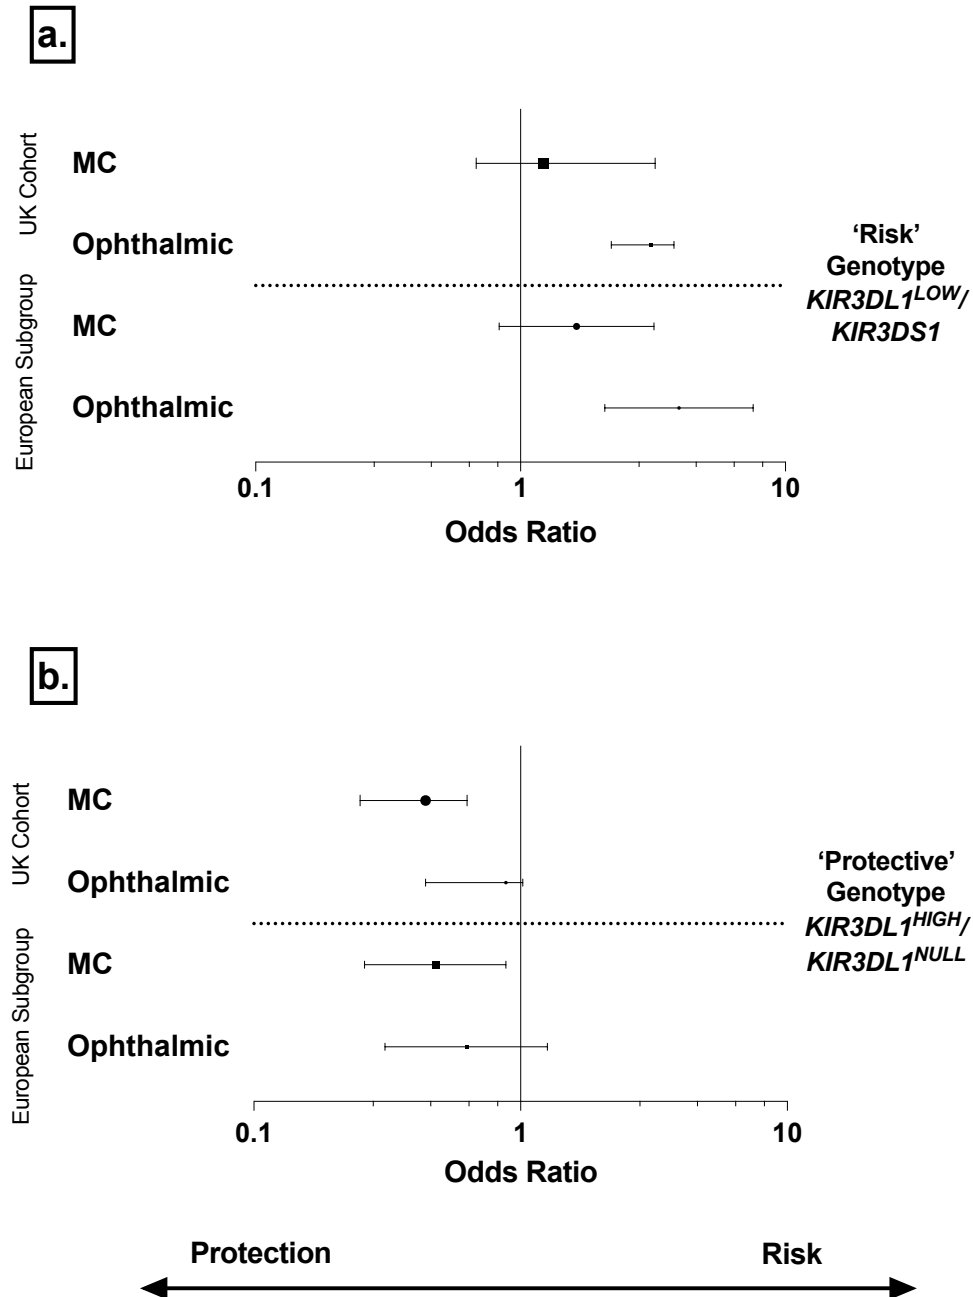 a.
UK Cohort
MC
Ophthalmic
European Subgroup
MC
Ophthalmic
‘Risk’
Genotype
KIR3DL1LOW/
KIR3DS1
0.1 1 10
Odds Ratio
b.
UK Cohort
MC
Ophthalmic
European Subgroup
MC
Ophthalmic
‘Protective’
Genotype
KIR3DL1HIGH/
KIR3DL1NULL
0.1 1 10
Odds Ratio
Protection Risk